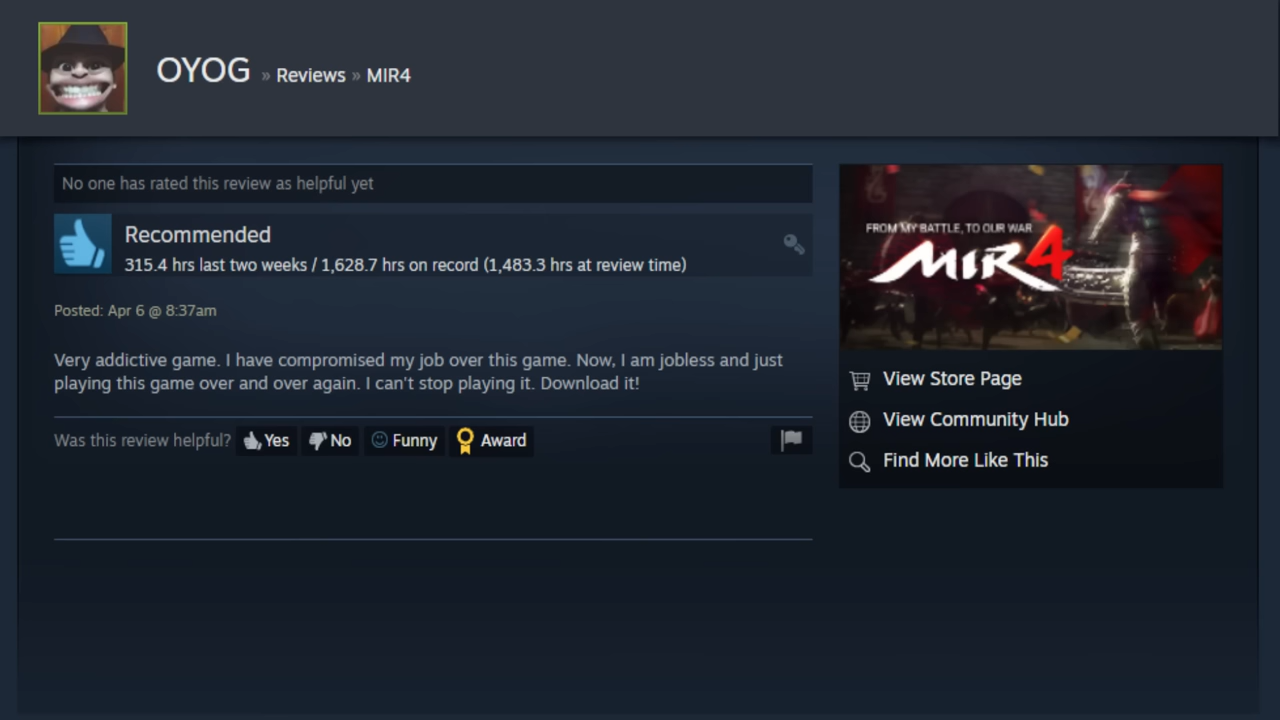 OYOG » Reviews » MIR4
No one has rated this review as helpful yet
Recommended
315.4 hrs last two weeks / 1,628.7 hrs on record (1,483.3 hrs at review time)
Posted: Apr 6 @ 8:37am
Very addictive game. I have compromised my job over this game. Now, I am jobless and just
playing this game over and over again. I can't stop playing it. Download it!
Was this review helpful? Yes No Funny Award
FROM MY BATTLE, TO OUR WAR
MIR4
View Store Page
View Community Hub
Find More Like This